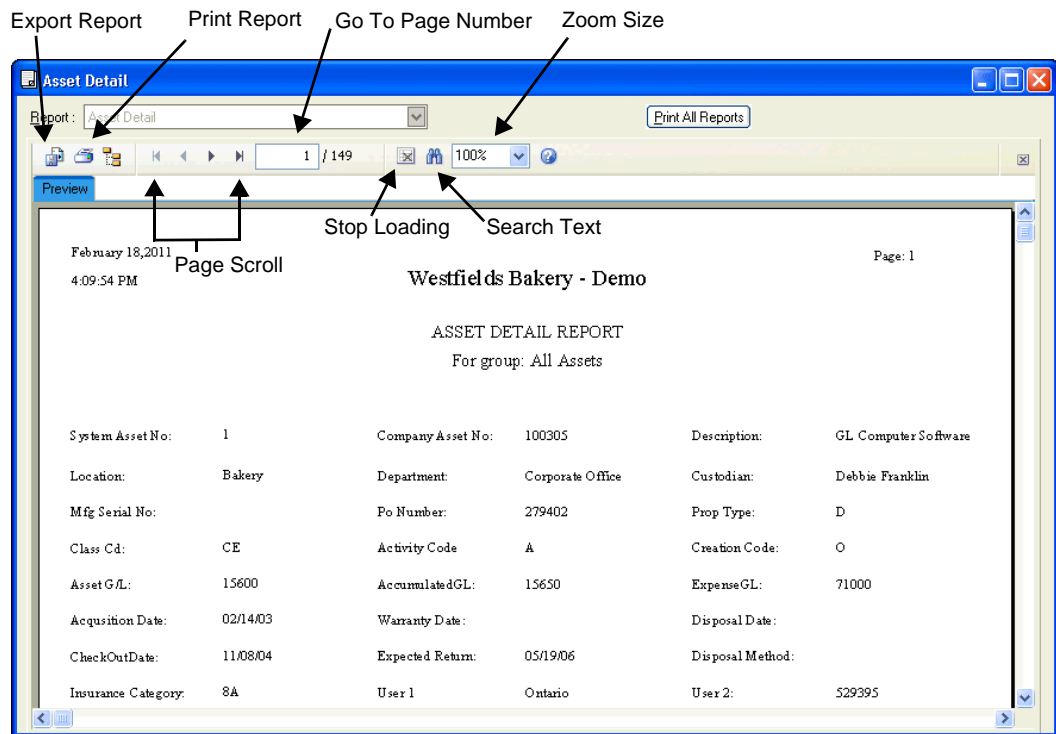 Export Report Print Report Go To Page Number Zoom Size
Asset Detail
Report : Asset Detail Print All Reports
1 / 149 100%
Preview
Stop Loading Search Text
Page Scroll
February 18,2011 Page: 1
4:09:54 PM Westfields Bakery - Demo
ASSET DETAIL REPORT
For group: All Assets
System Asset No: 1 Company Asset No: 100305 Description: GL Computer Software
Location: Bakery Department: Corporate Office Custodian: Debbie Franklin
Mfg Serial No: Po Number: 279402 Prop Type: D
Class Cd: CE Activity Code A Creation Code: O
Asset G/L: 15600 AccumulatedGL: 15650 ExpenseGL: 71000
Acqusition Date: 02/14/03 Warranty Date: Disposal Date:
CheckOutDate: 11/08/04 Expected Return: 05/19/06 Disposal Method:
Insurance Category: 8A User 1 Ontario User 2: 529395